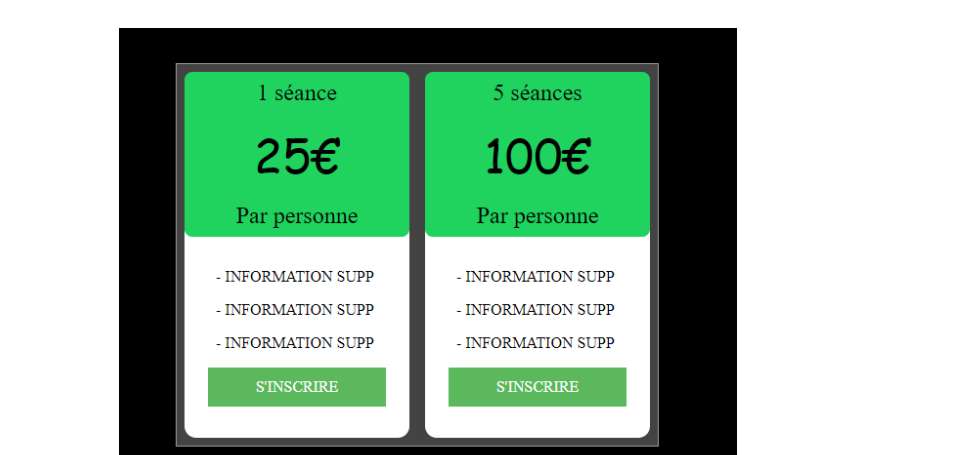 1 séance
25€
Par personne
- INFORMATION SUPP
- INFORMATION SUPP
- INFORMATION SUPP
S'INSCRIRE
5 séances
100€
Par personne
- INFORMATION SUPP
- INFORMATION SUPP
- INFORMATION SUPP
S'INSCRIRE